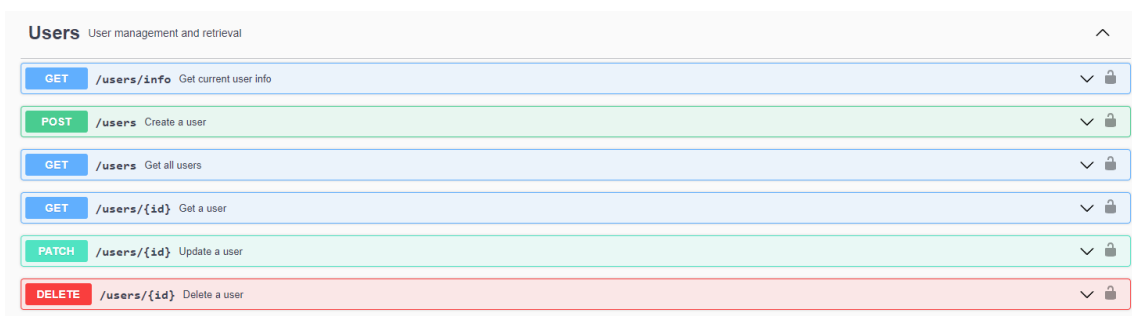 Users User management and retrieval
GET /users/info Get current user info
POST /users Create a user
GET /users Get all users
GET /users/{id} Get a user
PATCH /users/{id} Update a user
DELETE /users/{id} Delete a user